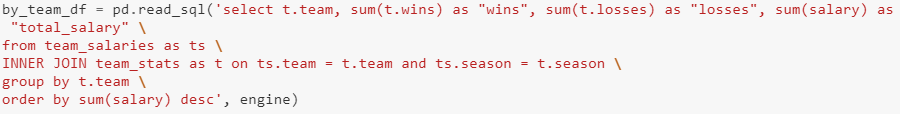 by_team_df = pd.read_sql('select t.team, sum(t.wins) as "wins", sum(t.losses) as "losses", sum(salary) as
 "total_salary" \
from team_salaries as ts \
INNER JOIN team_stats as t on ts.team = t.team and ts.season = t.season \
group by t.team \
order by sum(salary) desc', engine)